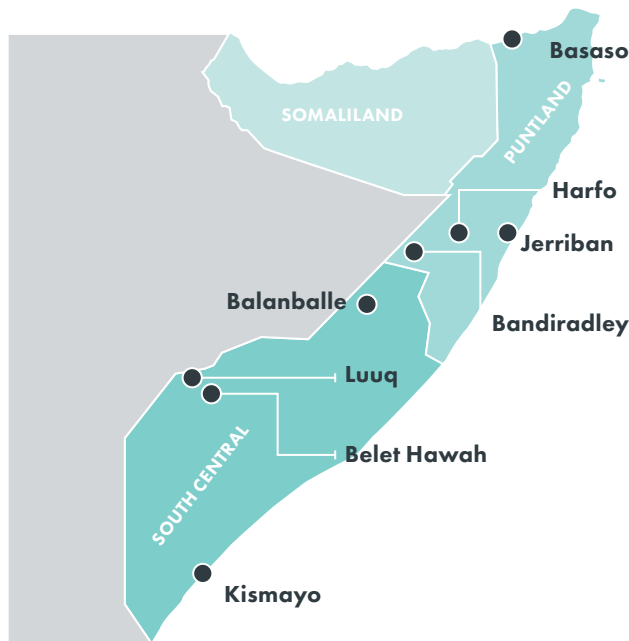 Basaso
SOMALILAND
PUNTLAND
Harfo
Jerriban
Balanballe
Bandiradley
Luuq
Belet Hawah
SOUTH CENTRAL
Kismayo